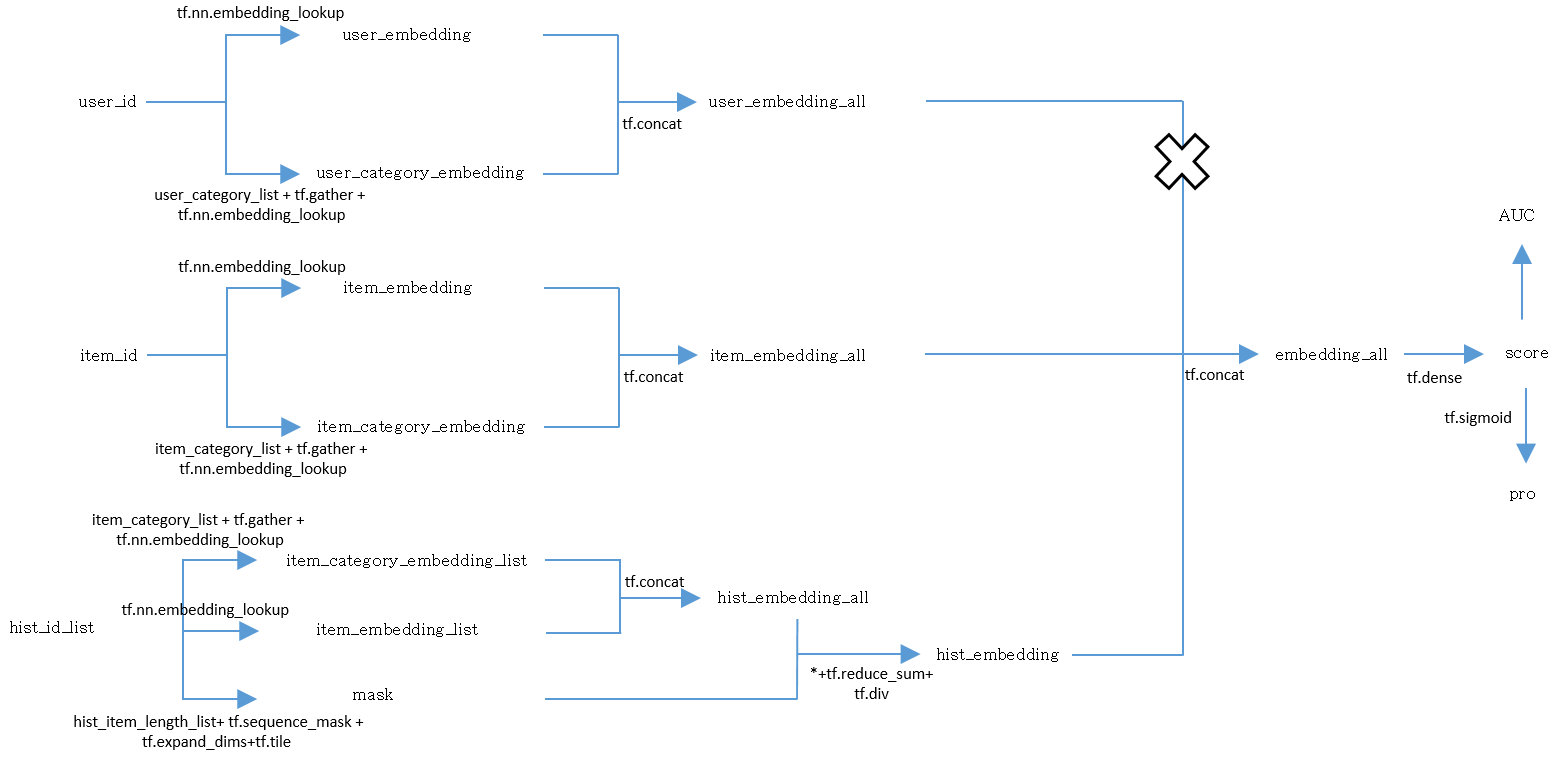 tf.nn.embedding_lookup
user_embedding
user_id
user_embedding_all
tf.concat
user_category_embedding
user_category_list + tf.gather +
tf.nn.embedding_lookup
AUC
tf.nn.embedding_lookup
item_embedding
item_id
item_embedding_all
embedding_all
score
tf.concat
tf.concat
tf.dense
tf.sigmoid
item_category_embedding
item_category_list + tf.gather +
tf.nn.embedding_lookup
pro
item_category_list + tf.gather +
tf.nn.embedding_lookup
item_category_embedding_list
tf.concat
hist_embedding_all
tf.nn.embedding_lookup
hist_id_list
item_embedding_list
hist_embedding
*+tf.reduce_sum+
tf.div
mask
hist_item_length_list+ tf.sequence_mask +
tf.expand_dims+tf.tile